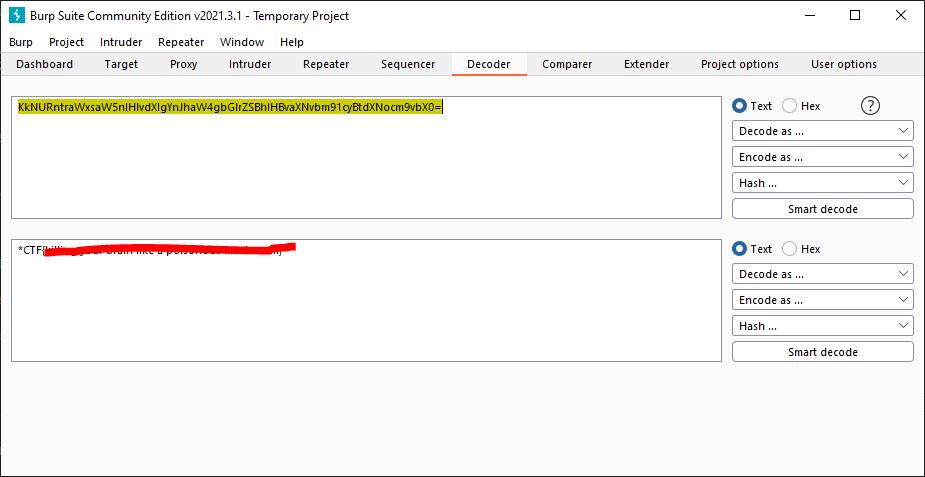 Burp Suite Community Edition v2021.3.1 - Temporary Project
Burp Project Intruder Repeater Window Help
Dashboard Target Proxy Intruder Repeater Sequencer Decoder Comparer Extender Project options User options
KkNURntraWxsaW5nIHlvdXIgYnJhaW4gbGlrZSBhIHBvaXNvbm91cyBtdXNocm9vbX0=
Text Hex ?
Decode as ...
Encode as ...
Hash ...
Smart decode
*CTF{
Text Hex
Decode as ...
Encode as ...
Hash ...
Smart decode